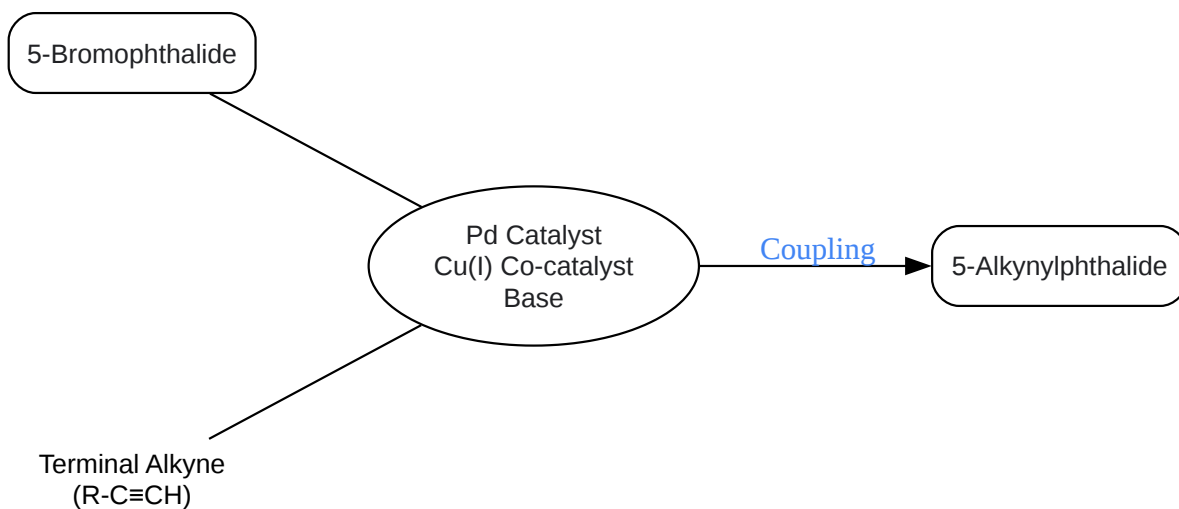 5-Bromophthalide
Pd Catalyst
Cu(I) Co-catalyst
Base
Coupling
5-Alkynylphthalide
Terminal Alkyne
(R-C≡CH)